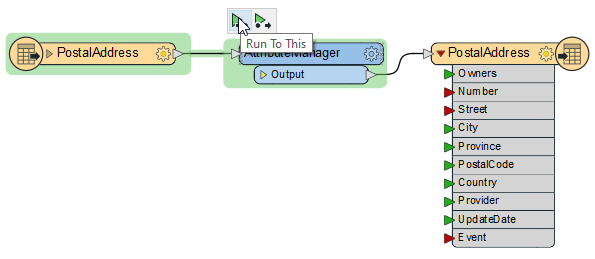 PostalAddress
Run To This
AttributeManager
Output
PostalAddress
Owners
Number
Street
City
Province
PostalCode
Country
Provider
UpdateDate
Event